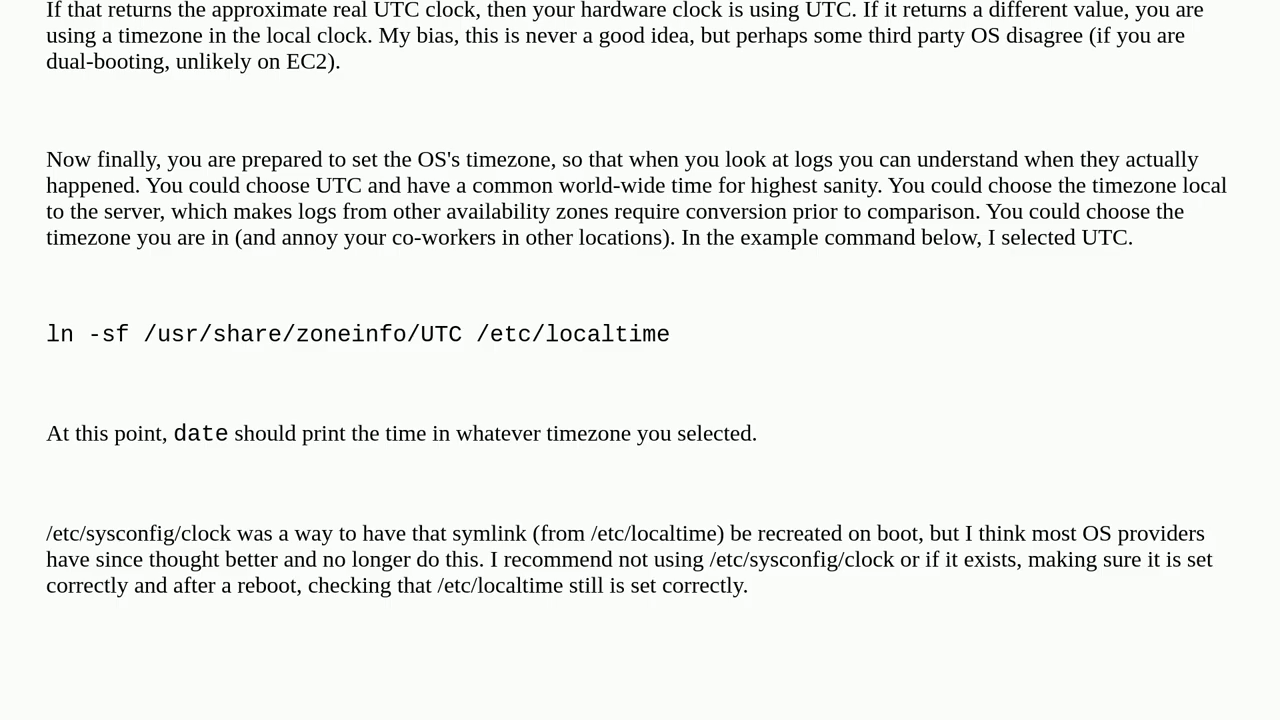 If that returns the approximate real UTC clock, then your hardware clock is using UTC. If it returns a different value, you are
using a timezone in the local clock. My bias, this is never a good idea, but perhaps some third party OS disagree (if you are
dual-booting, unlikely on EC2).
Now finally, you are prepared to set the OS's timezone, so that when you look at logs you can understand when they actually
happened. You could choose UTC and have a common world-wide time for highest sanity. You could choose the timezone local
to the server, which makes logs from other availability zones require conversion prior to comparison. You could choose the
timezone you are in (and annoy your co-workers in other locations). In the example command below, I selected UTC.
ln -sf /usr/share/zoneinfo/UTC /etc/localtime
At this point, date should print the time in whatever timezone you selected.
/etc/sysconfig/clock was a way to have that symlink (from /etc/localtime) be recreated on boot, but I think most OS providers
have since thought better and no longer do this. I recommend not using /etc/sysconfig/clock or if it exists, making sure it is set
correctly and after a reboot, checking that /etc/localtime still is set correctly.